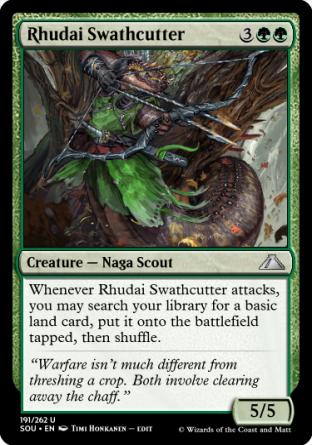 Rhudai Swathcutter 3
Creature — Naga Scout
Whenever Rhudai Swathcutter attacks,
you may search your library for a basic
land card, put it onto the battlefield
tapped, then shuffle.
“Warfare isn’t much different from
threshing a crop. Both involve clearing
away the chaff.”
5/5
191/262 U
SOU • EN Timi Honkanen — edit © Wizards of the Coast and Matt